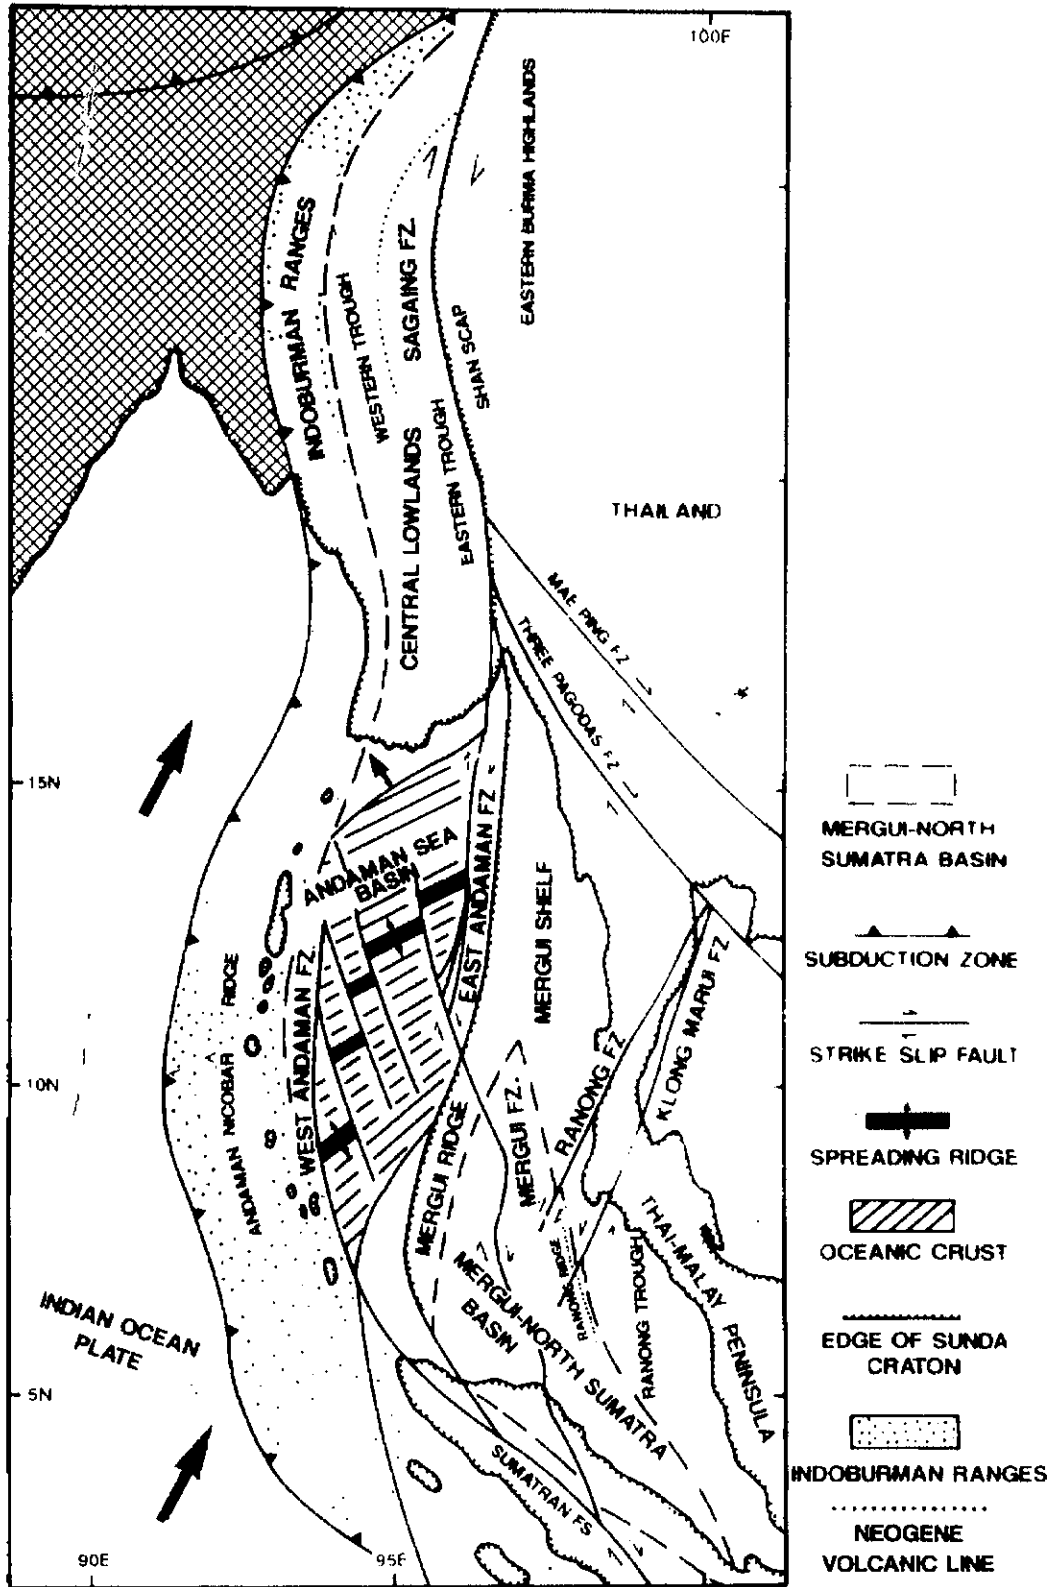 100E
EASTERN BURMA HIGHLANDS
INDOBURMAN RANGES
WESTERN TROUGH
SAGAING FZ.
SHAN SCAP
CENTRAL LOWLANDS
EASTERN TROUGH
THAILAND
MAE PING FZ
THREE PAGODAS FZ
15N
ANDAMAN SEA
BASIN
EAST ANDAMAN FZ
MERGUI SHELF
WEST ANDAMAN FZ
ANDAMAN NICOBAR RIDGE
10N
RANONG FZ
KLONG MARUI FZ
MERGUI RIDGE
MERGUI FZ.
RANONG RIDGE
RANONG TROUGH
THAI-MALAY PENINSULA
MERGUI-NORTH SUMATRA
BASIN
INDIAN OCEAN
PLATE
5N
SUMATRAN FS
90E
95E
MERGUI-NORTH
SUMATRA BASIN
SUBDUCTION ZONE
STRIKE SLIP FAULT
SPREADING RIDGE
OCEANIC CRUST
EDGE OF SUNDA
CRATON
INDOBURMAN RANGES
NEOGENE
VOLCANIC LINE